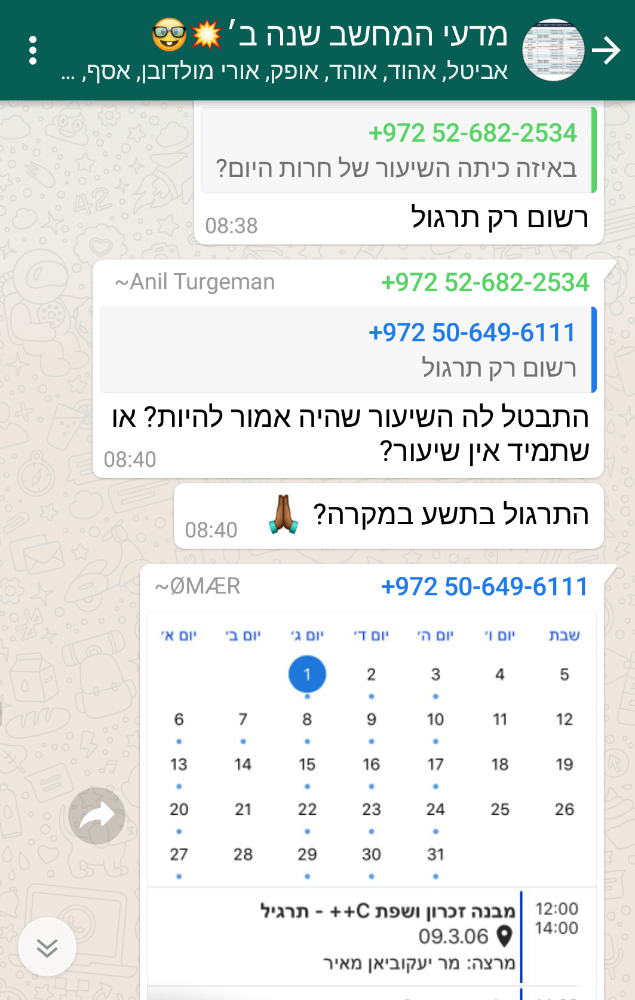 מדעי המחשב שנה ב׳ 💥🤓
אביטל, אהוד, אוהד, אופק, אורי מולדובן, אסף, ...
+972 52-682-2534
באיזה כיתה השיעור של חרות היום?
רשום רק תרגול
08:38
+972 52-682-2534 ~Anil Turgeman
+972 50-649-6111
רשום רק תרגול
התבטל לה השיעור שהיה אמור להיות? או
שתמיד אין שיעור?
08:40
התרגול בתשע במקרה? 🙏🏾
08:40
+972 50-649-6111 ~ØMÆR
יום א׳ יום ב׳ יום ג׳ יום ד׳ יום ה׳ יום ו׳ שבת
1 2 3 4 5
6 7 8 9 10 11 12
13 14 15 16 17 18 19
20 21 22 23 24 25 26
27 28 29 30 31
12:00 מבנה זכרון ושפת C++ - תרגיל
14:00 09.3.06
מרצה: מר יעקוביאן מאיר